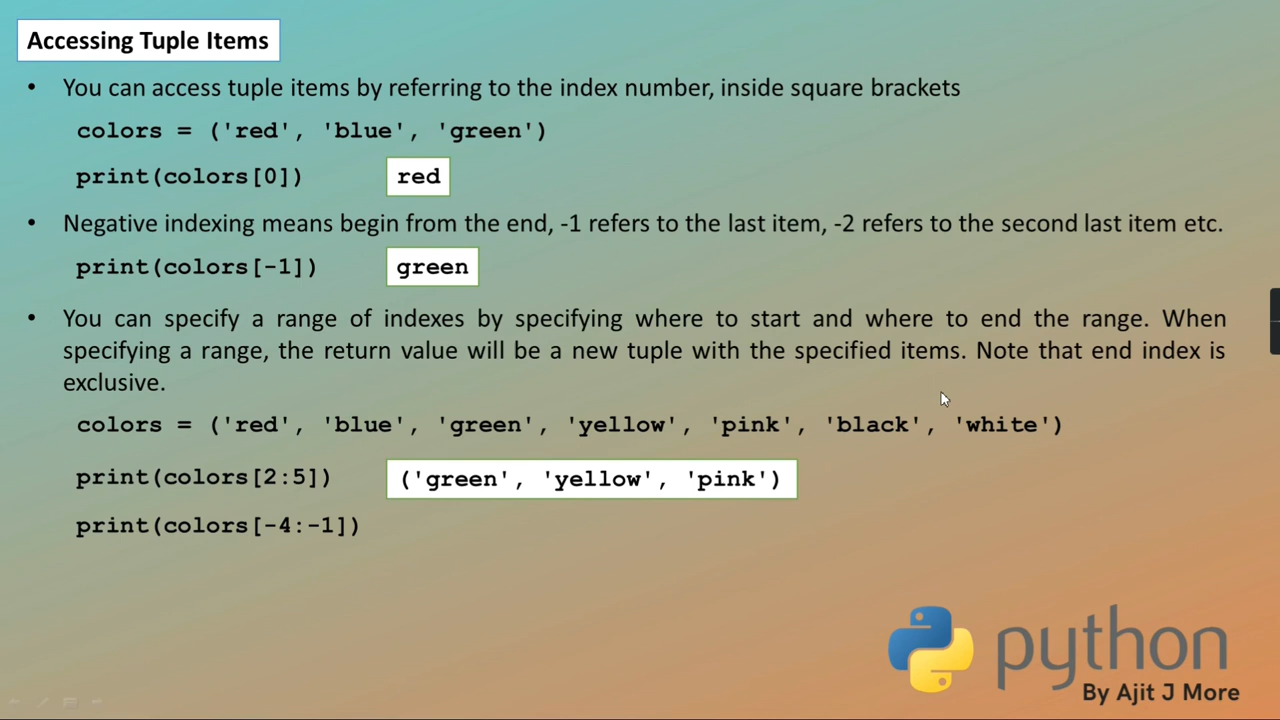 Accessing Tuple Items
• You can access tuple items by referring to the index number, inside square brackets
colors = ('red', 'blue', 'green')
print(colors[0]) red
• Negative indexing means begin from the end, -1 refers to the last item, -2 refers to the second last item etc.
print(colors[-1]) green
• You can specify a range of indexes by specifying where to start and where to end the range. When
specifying a range, the return value will be a new tuple with the specified items. Note that end index is
exclusive.
colors = ('red', 'blue', 'green', 'yellow', 'pink', 'black', 'white')
print(colors[2:5]) ('green', 'yellow', 'pink')
print(colors[-4:-1])
python
By Ajit J More